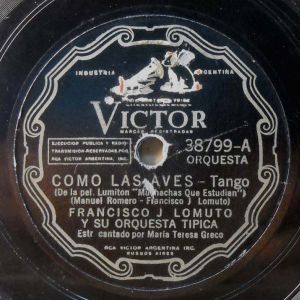 INDUSTRIA ARGENTINA
VICTOR
MARCAS REGISTRADAS
EJECUCION PUBLICA Y RADIO
TRANSMISION-RESERVADOS POR
RCA VICTOR ARGENTINA, INC.
38799-A
ORQUESTA
COMO LAS AVES - Tango
(De la pel. Lumiton "Muchachas Que Estudian")
(Manuel Romero - Francisco J Lomuto)
FRANCISCO J LOMUTO
Y SU ORQUESTA TIPICA
Estr cantado por María Teresa Greco
RCA VICTOR ARGENTINA INC
BUENOS AIRES